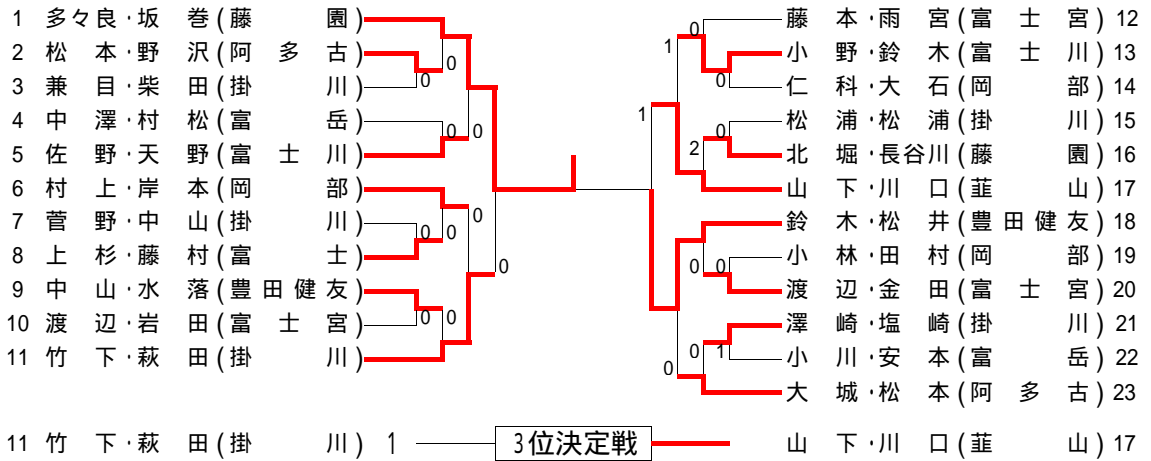 1 多々良・坂 巻(藤 園)
2 松 本・野 沢(阿 多 古)
3 兼 目・柴 田(掛 川)
4 中 澤・村 松(富 岳)
5 佐 野・天 野(富 士 川)
6 村 上・岸 本(岡 部)
7 菅 野・中 山(掛 川)
8 上 杉・藤 村(富 士)
9 中 山・水 落(豊 田 健 友)
10 渡 辺・岩 田(富 士 宮)
11 竹 下・萩 田(掛 川)
0
0
0
0
0
0
0
0
0
0
0
1
1
0
0
2
0
0
0
0
1
0
藤 本・雨 宮(富 士 宮) 12
小 野・鈴 木(富 士 川) 13
仁 科・大 石(岡 部) 14
松 浦・松 浦(掛 川) 15
北 堀・長谷川(藤 園) 16
山 下・川 口(韮 山) 17
鈴 木・松 井(豊 田 健 友) 18
小 林・田 村(岡 部) 19
渡 辺・金 田(富 士 宮) 20
澤 崎・塩 崎(掛 川) 21
小 川・安 本(富 岳) 22
大 城・松 本(阿 多 古) 23
11 竹 下・萩 田(掛 川) 1 3位決定戦 山 下・川 口(韮 山) 17